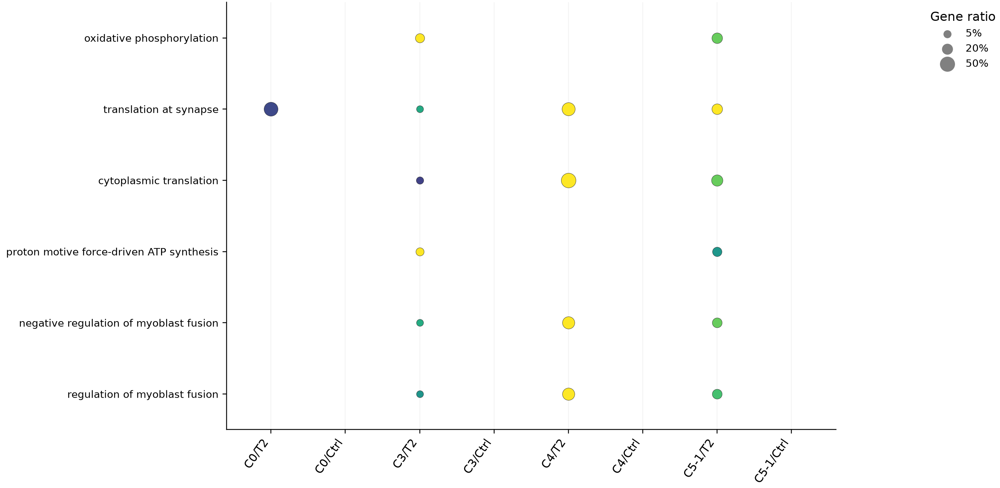 oxidative phosphorylation
translation at synapse
cytoplasmic translation
proton motive force-driven ATP synthesis
negative regulation of myoblast fusion
regulation of myoblast fusion
C0/T2
C0/Ctrl
C3/T2
C3/Ctrl
C4/T2
C4/Ctrl
C5-1/T2
C5-1/Ctrl
Gene ratio
5%
20%
50%